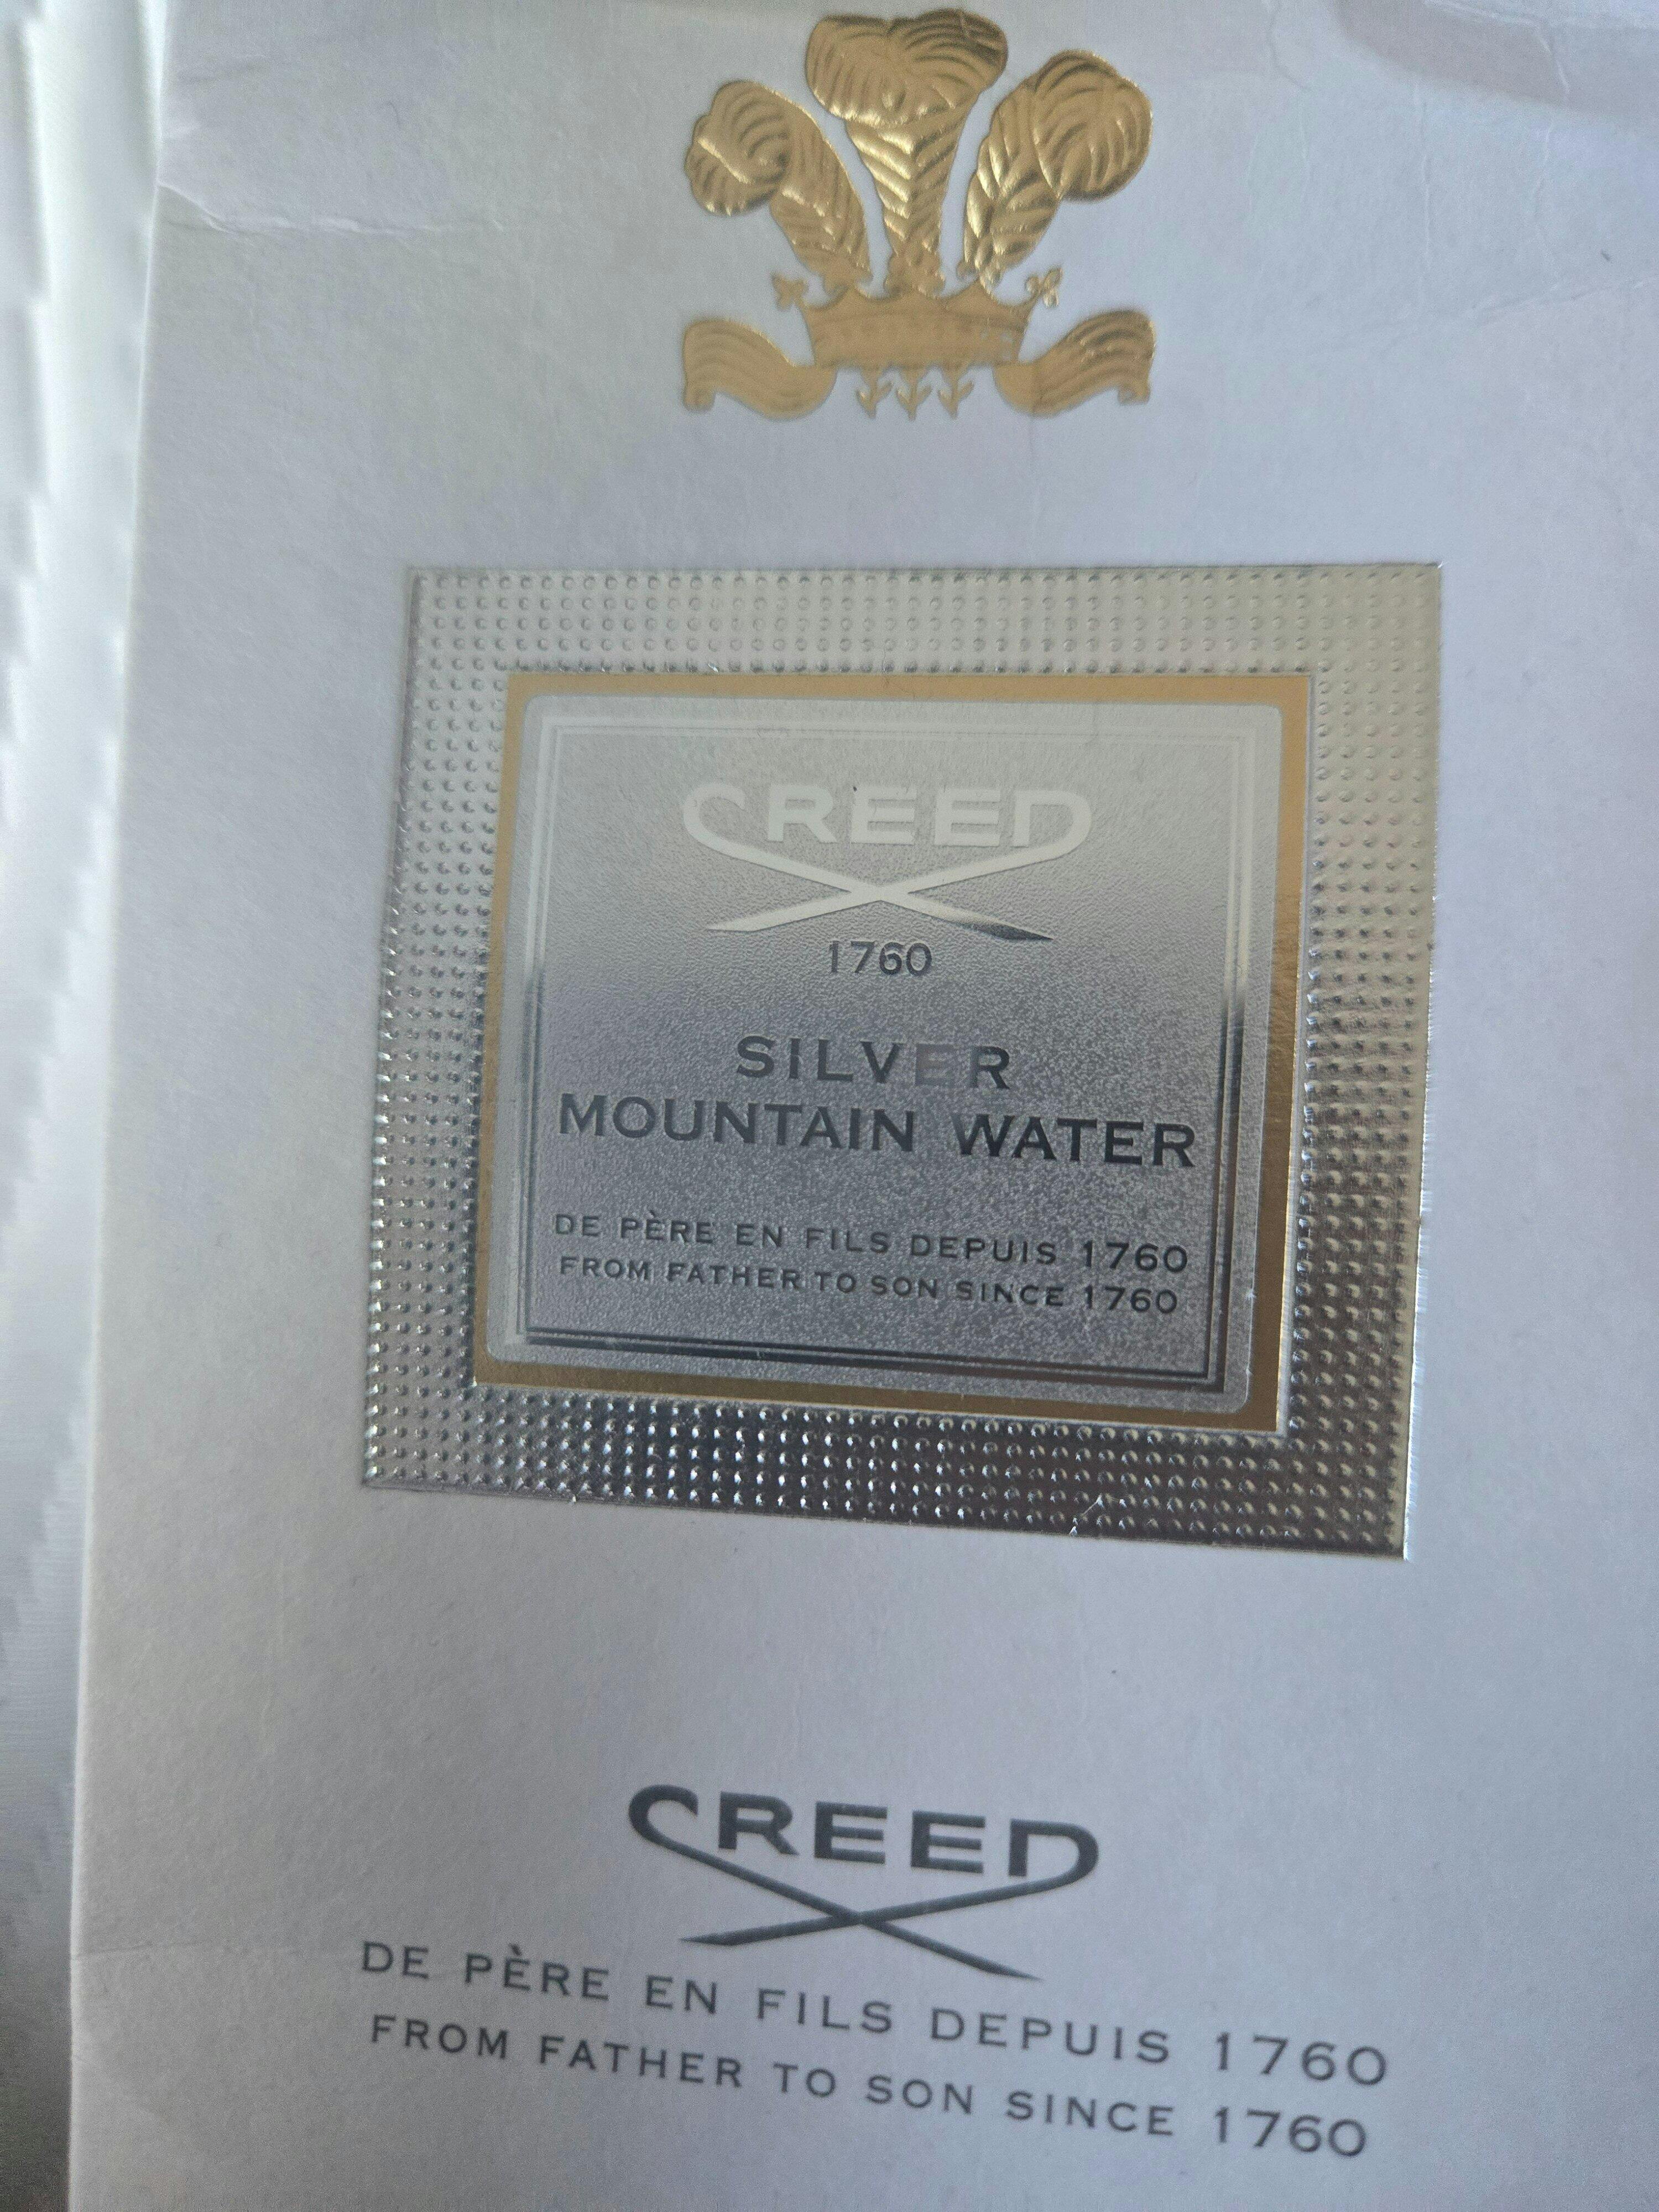 CREED
1760
SILVER
MOUNTAIN WATER
DE PÈRE EN FILS DEPUIS 1760
FROM FATHER TO SON SINCE 1760
CREED
DE PÈRE EN FILS DEPUIS 1760
FROM FATHER TO SON SINCE 1760